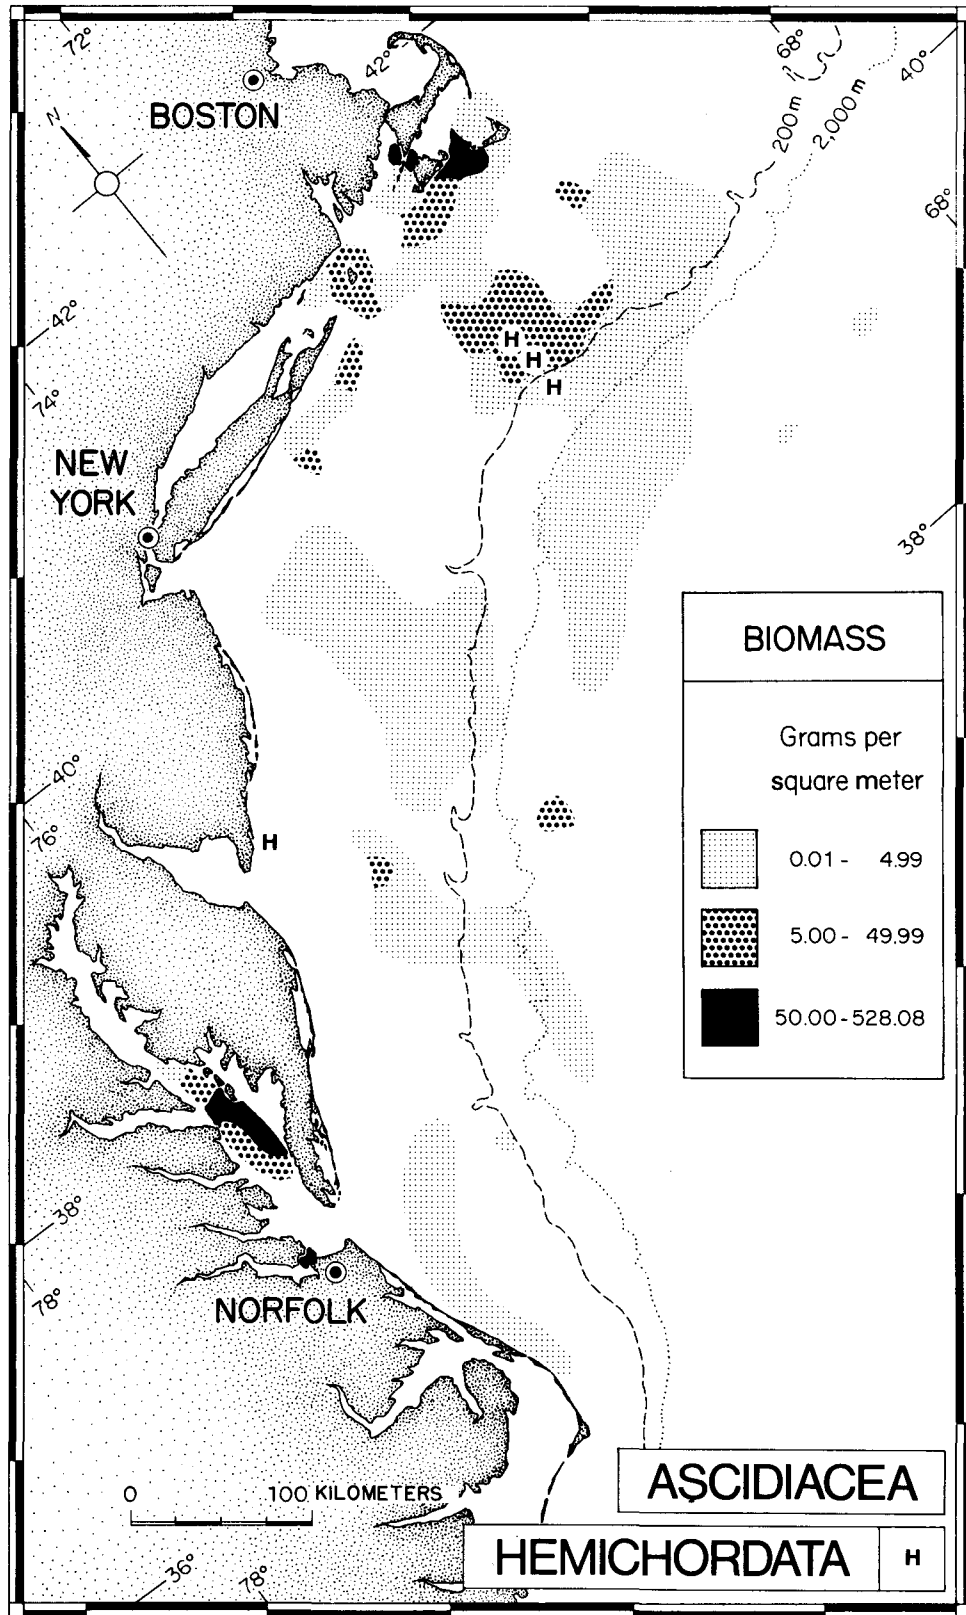 72°
42°
68°
40°
BOSTON
N
200 m
2,000 m
68°
42°
H
H
H
74°
NEW
YORK
38°
BIOMASS
Grams per
square meter
0.01 - 4.99
5.00 - 49.99
50.00 - 528.08
40°
76°
H
38°
78°
NORFOLK
0 100 KILOMETERS
ASCIDIACEA
HEMICHORDATA H
36°
78°